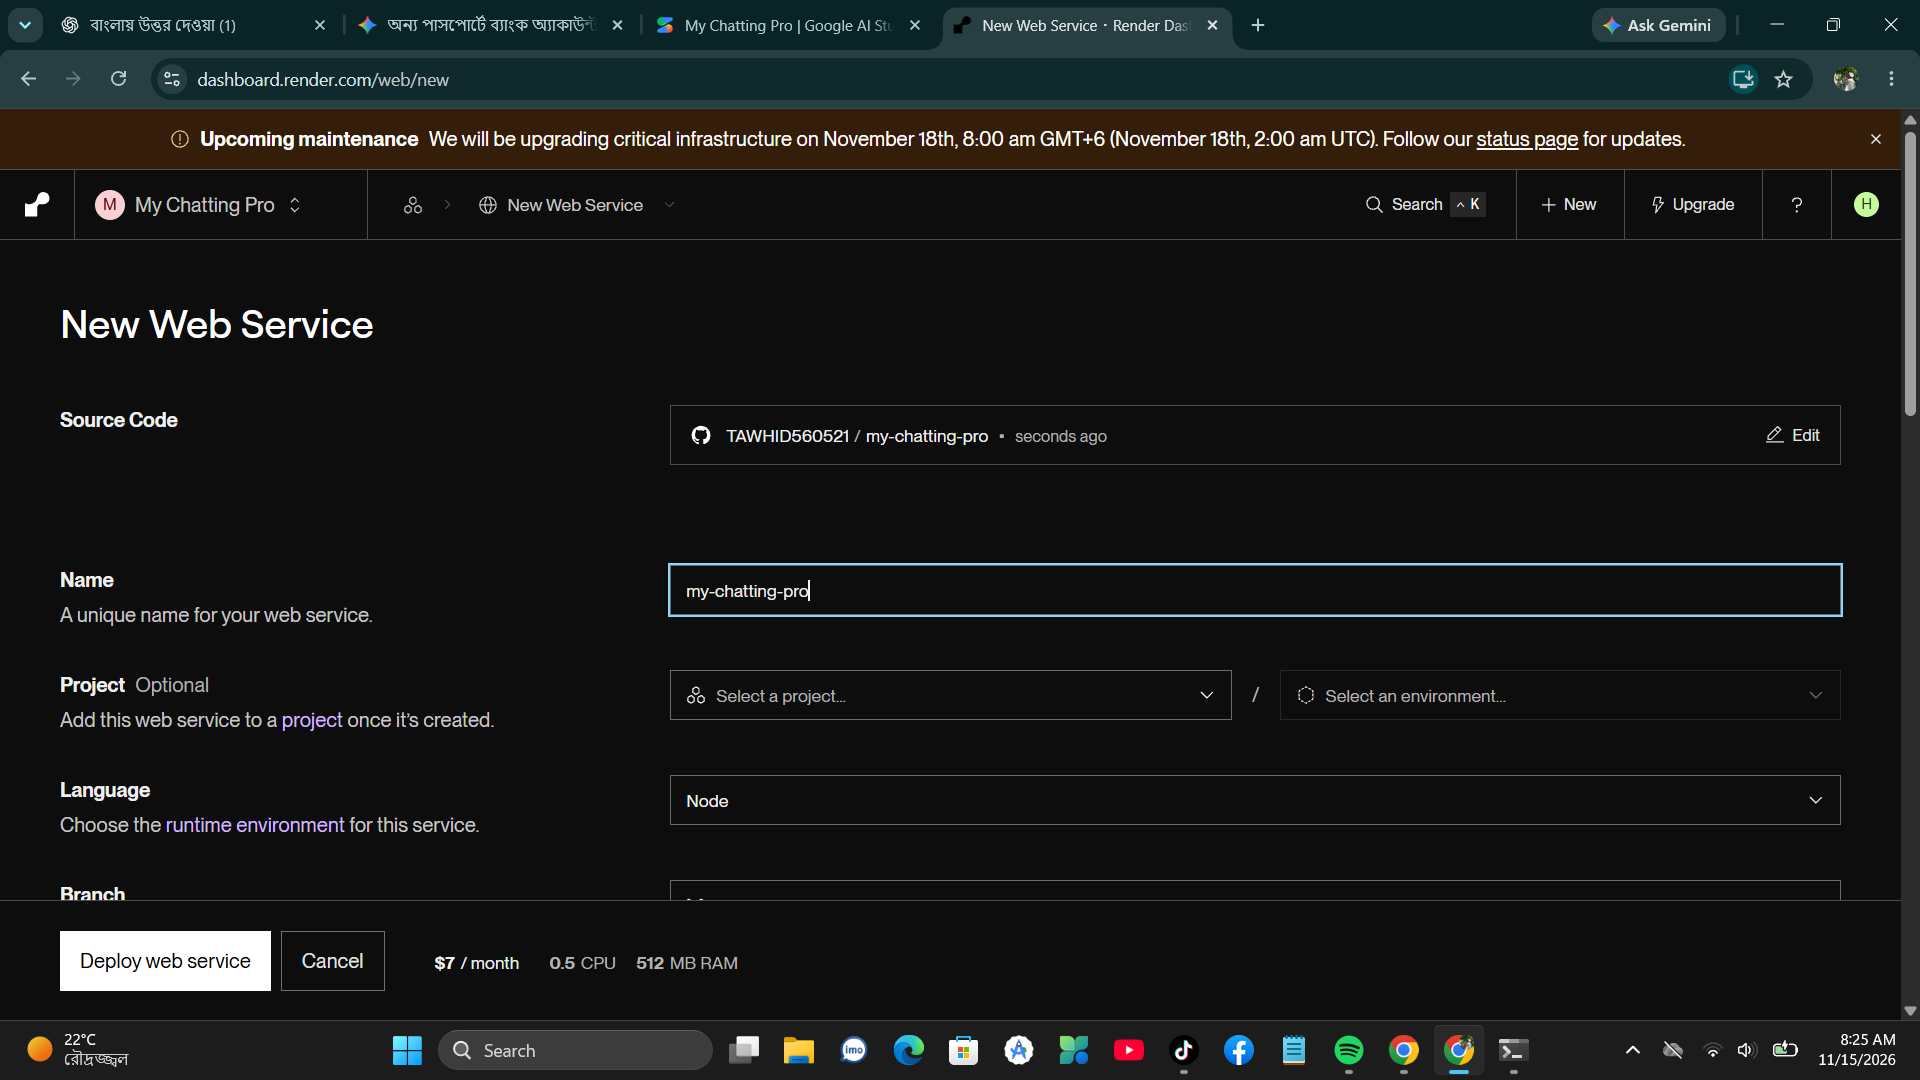 বাংলায় উত্তর দেওয়া (1)
অন্য পাসপোর্টে ব্যাংক অ্যাকাউন্ট
My Chatting Pro | Google AI Stu
New Web Service · Render Das
Ask Gemini
dashboard.render.com/web/new
Upcoming maintenance We will be upgrading critical infrastructure on November 18th, 8:00 am GMT+6 (November 18th, 2:00 am UTC). Follow our status page for updates.
M My Chatting Pro
New Web Service
Search ^ K
+ New
Upgrade
?
H
New Web Service
Source Code
TAWHID560521 / my-chatting-pro • seconds ago
Edit
Name
A unique name for your web service.
my-chatting-pro
Project Optional
Add this web service to a project once it's created.
Select a project...
/
Select an environment...
Language
Choose the runtime environment for this service.
Node
Branch
Deploy web service
Cancel
$7 / month 0.5 CPU 512 MB RAM
22°C
রৌদ্রজ্জ্বল
Search
imo
8:25 AM
11/15/2026